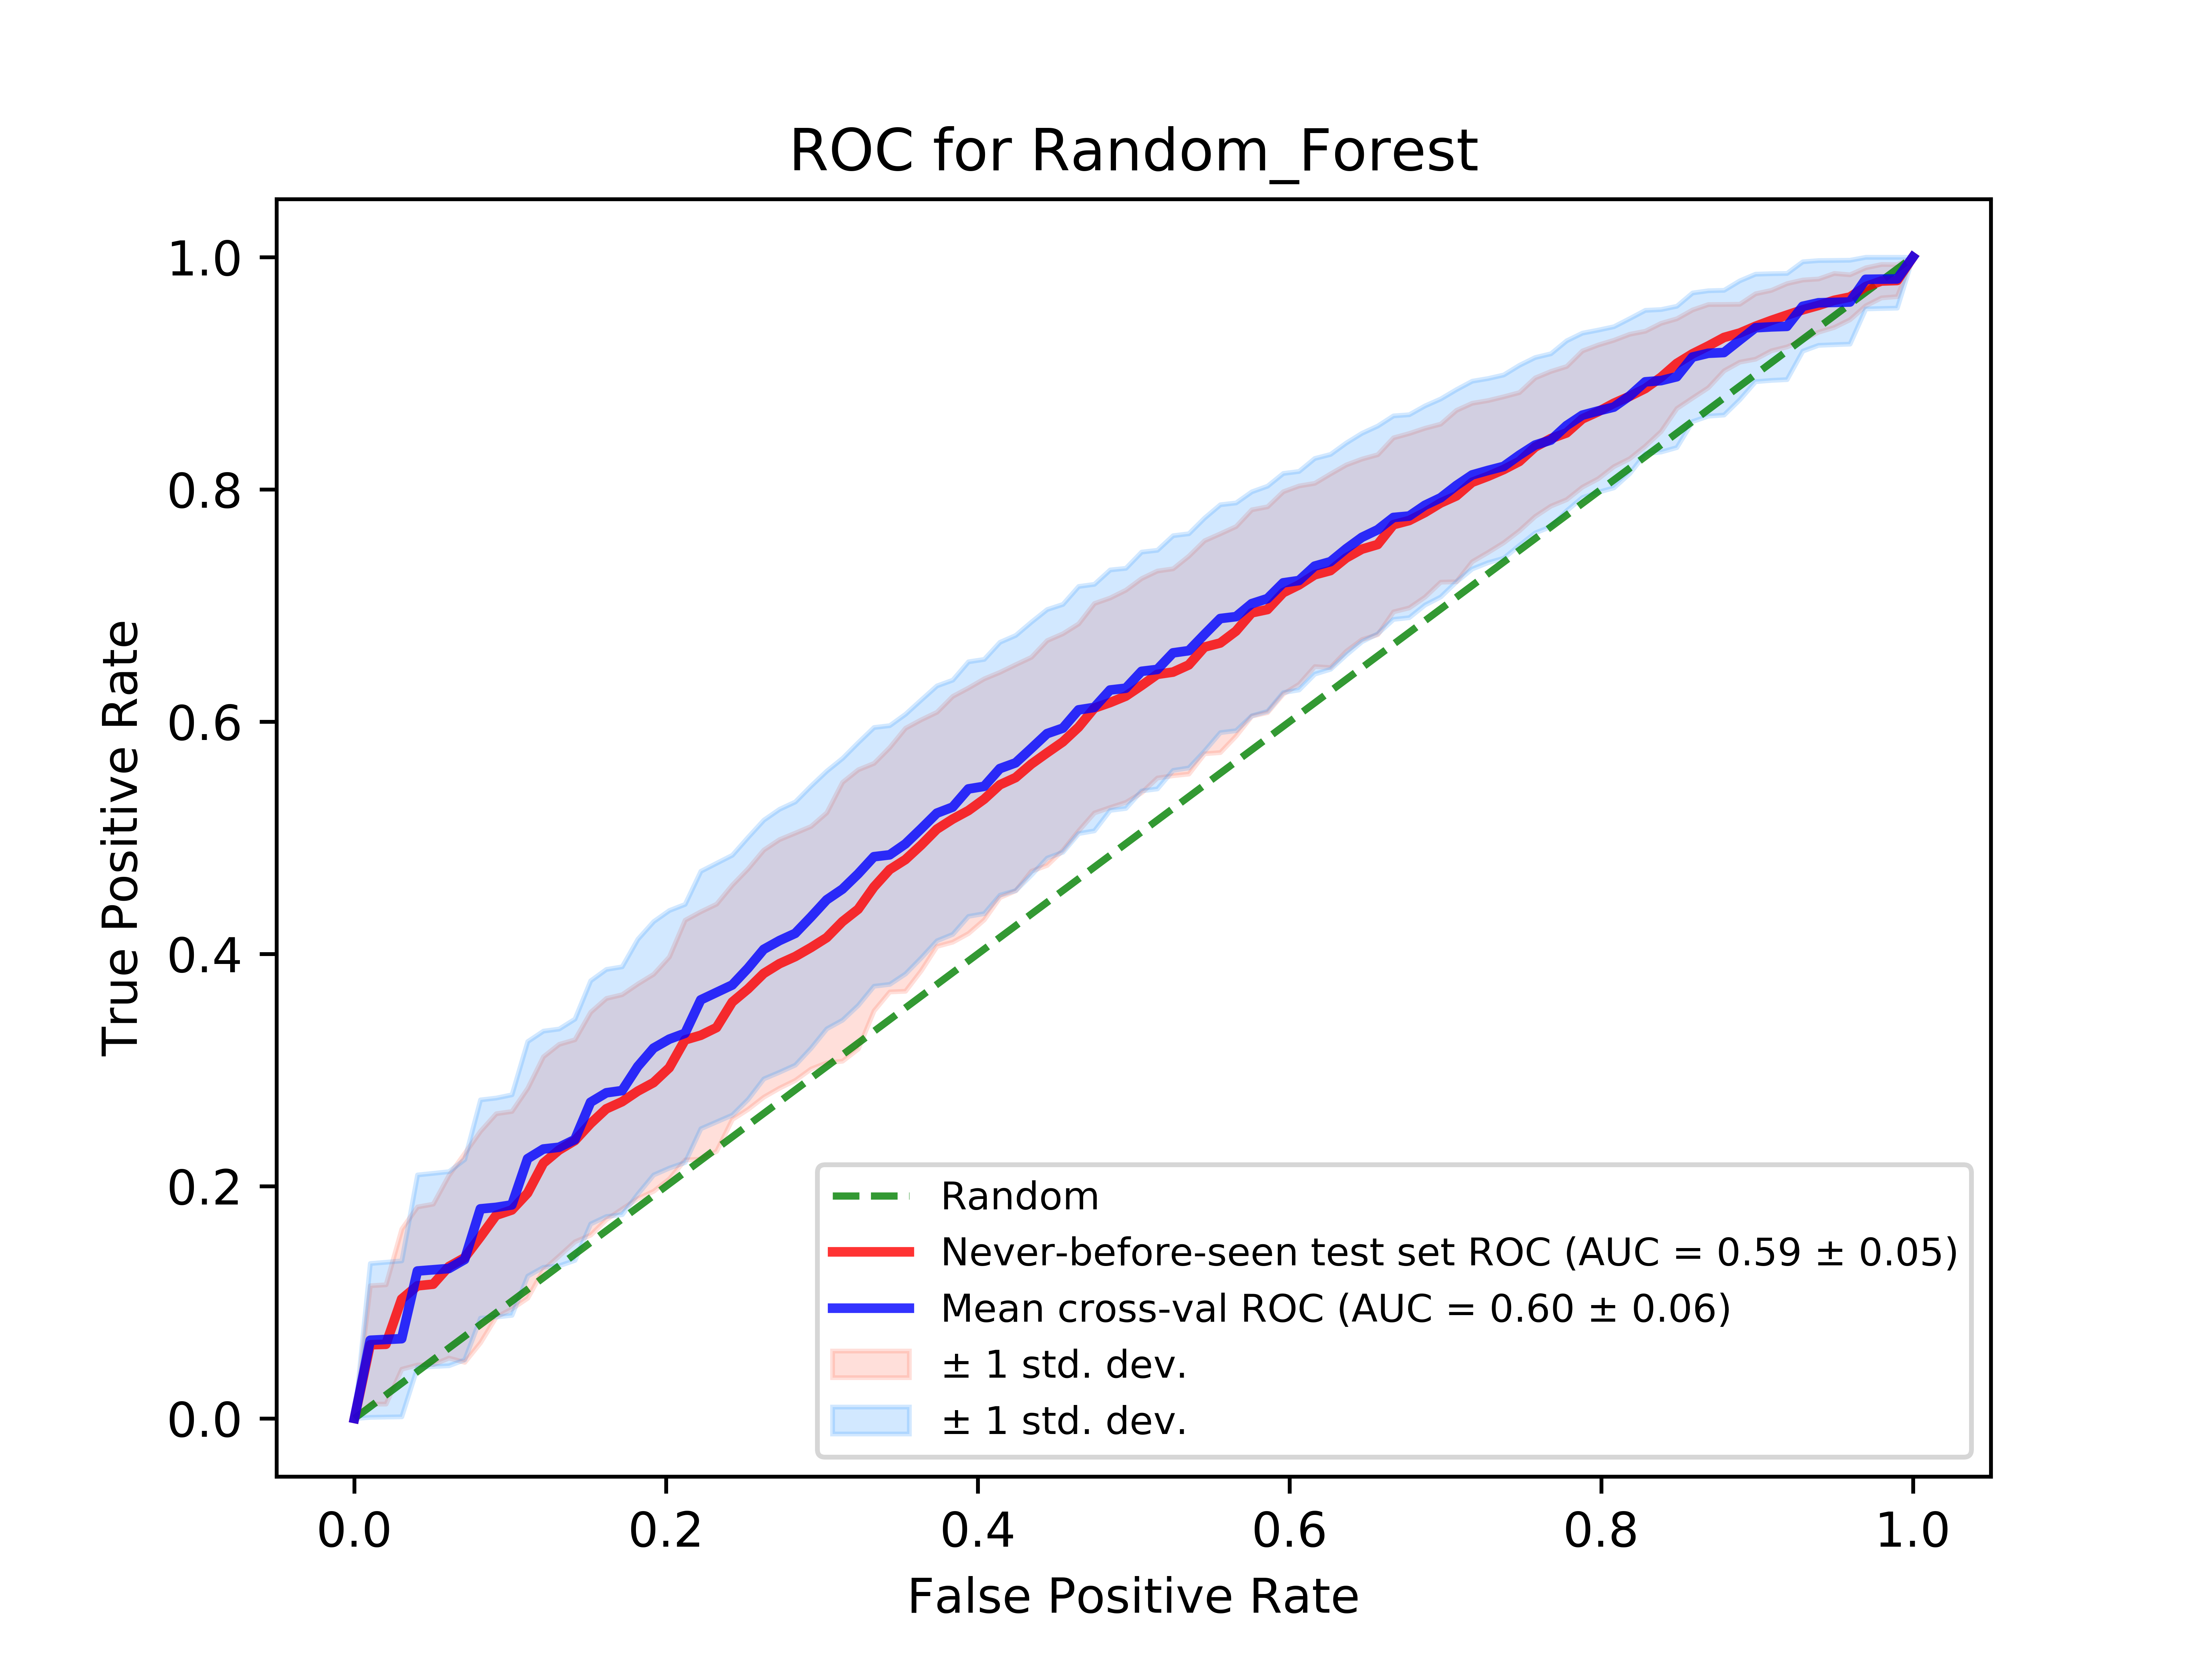 ROC for Random_Forest
1.0
0.8
0.6
0.4
0.2
0.0
True Positive Rate
Random
Never-before-seen test set ROC (AUC = 0.59 ± 0.05)
Mean cross-val ROC (AUC = 0.60 ± 0.06)
± 1 std. dev.
± 1 std. dev.
0.0 0.2 0.4 0.6 0.8 1.0
False Positive Rate